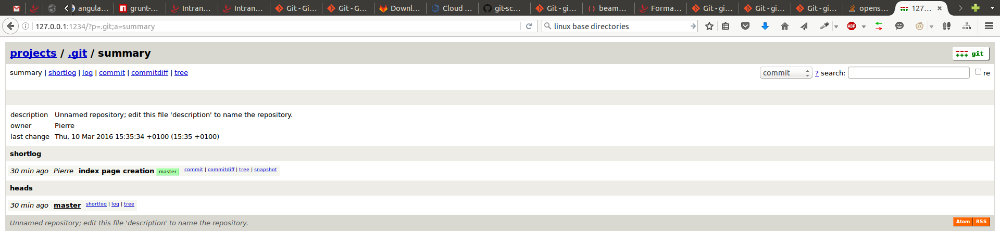 angula... grunt-... Intran... Intran... Git - Gi... Git - G... Downl... Cloud ... git-sc... Git - gi... beam... Forma... Git - gi... Git - gi... Git - gi... opens... 127.... ×
127.0.0.1:1234/?p=.git;a=summary linux base directories ABP
projects / .git / summary git
summary | shortlog | log | commit | commitdiff | tree commit ? search: re
description Unnamed repository; edit this file 'description' to name the repository.
owner Pierre
last change Thu, 10 Mar 2016 15:35:34 +0100 (15:35 +0100)
shortlog
30 min ago Pierre index page creation master commit | commitdiff | tree | snapshot
heads
30 min ago master shortlog | log | tree
Unnamed repository; edit this file 'description' to name the repository. Atom RSS